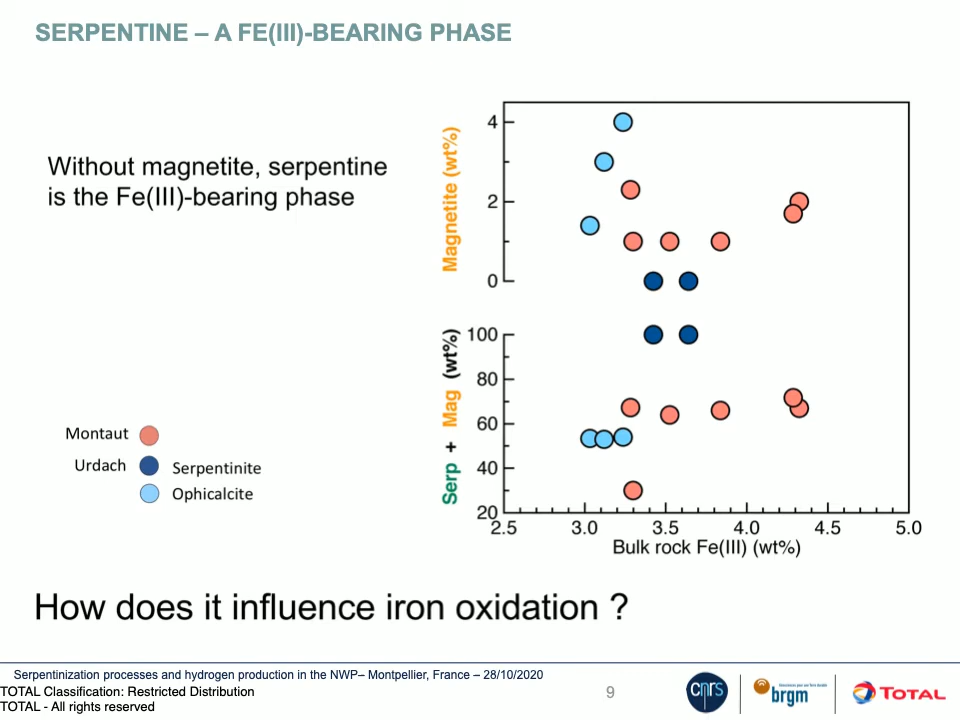 SERPENTINE – A FE(III)-BEARING PHASE
Without magnetite, serpentine
is the Fe(III)-bearing phase
Magnetite (wt%)
4
2
0
Serp + Mag (wt%)
100
80
60
40
20
2.5 3.0 3.5 4.0 4.5 5.0
Bulk rock Fe(III) (wt%)
Montaut
Urdach Serpentinite
Ophicalcite
How does it influence iron oxidation ?
Serpentinization processes and hydrogen production in the NWP– Montpellier, France – 28/10/2020
TOTAL Classification: Restricted Distribution
TOTAL - All rights reserved
9
cnrs
brgm
TOTAL